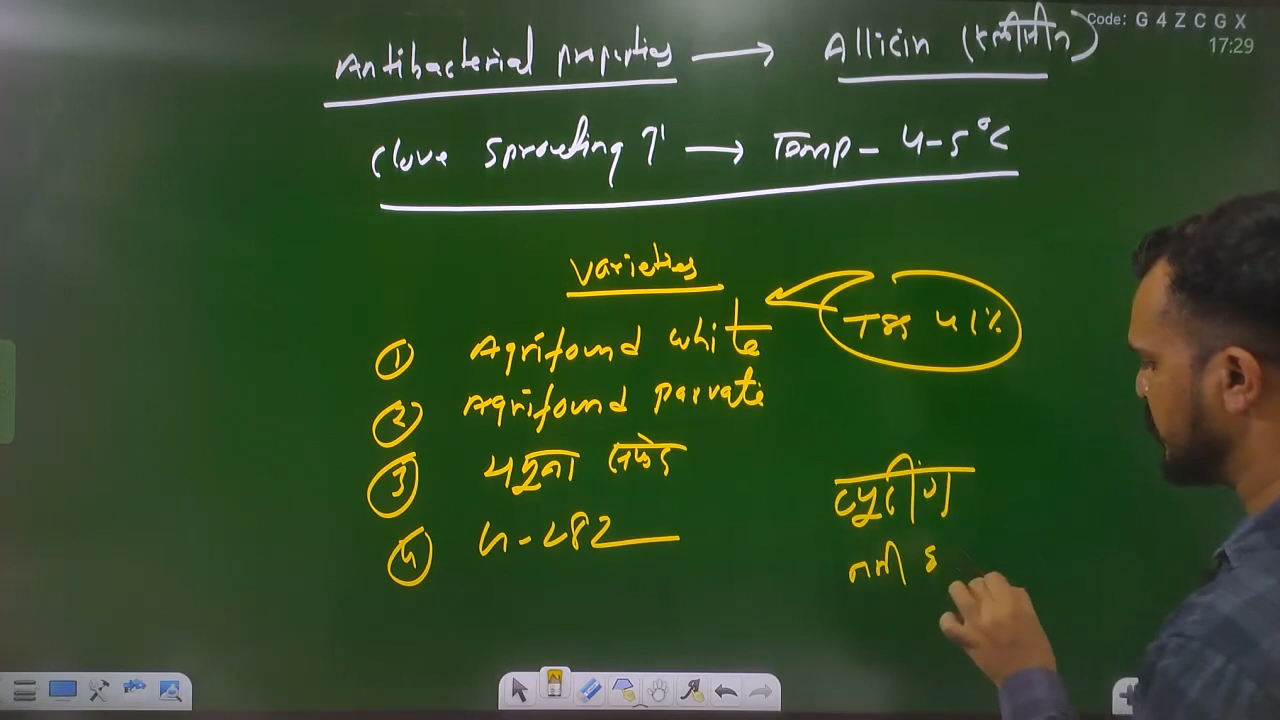 Code: G 4 Z C G X
17:29
Antibacterial properties → Allicin (एलीसीन)
Clove sprouting ↑ → Temp - 4-5°C
Varieties
① Agrifound white
TSS 41%
② Agrifound parvati
③ यमुना सफेद
④ G-282
क्युरिंग